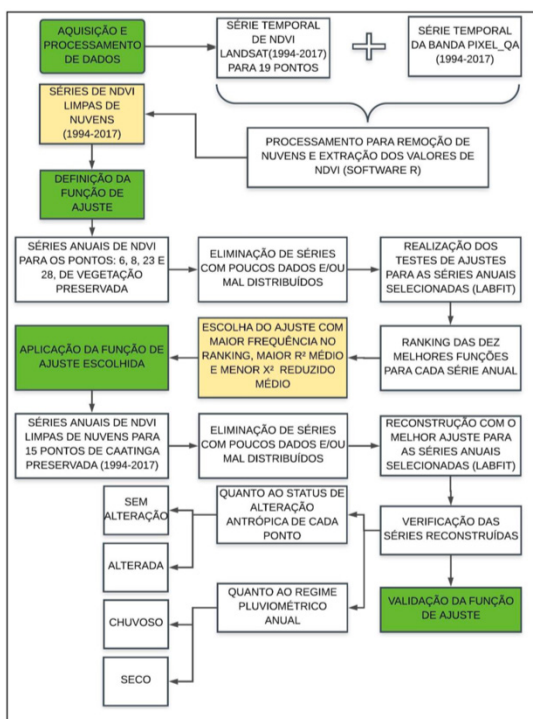 AQUISIÇÃO E
PROCESSAMENTO
DE DADOS
SÉRIE TEMPORAL
DE NDVI
LANDSAT(1994-2017)
PARA 19 PONTOS
SÉRIE TEMPORAL
DA BANDA PIXEL_QA
(1994-2017)
SÉRIES DE NDVI
LIMPAS DE
NUVENS
(1994-2017)
PROCESSAMENTO PARA REMOÇÃO DE
NUVENS E EXTRAÇÃO DOS VALORES DE
NDVI (SOFTWARE R)
DEFINIÇÃO DA
FUNÇÃO DE
AJUSTE
SÉRIES ANUAIS DE NDVI
PARA OS PONTOS: 6, 8, 23 E
28, DE VEGETAÇÃO
PRESERVADA
ELIMINAÇÃO DE SÉRIES
COM POUCOS DADOS E/OU
MAL DISTRIBUÍDOS
REALIZAÇÃO DOS
TESTES DE AJUSTES
PARA AS SÉRIES ANUAIS
SELECIONADAS (LABFIT)
APLICAÇÃO DA FUNÇÃO DE
AJUSTE ESCOLHIDA
ESCOLHA DO AJUSTE COM
MAIOR FREQUÊNCIA NO
RANKING, MAIOR R² MÉDIO
E MENOR X² REDUZIDO
MÉDIO
RANKING DAS DEZ
MELHORES FUNÇÕES
PARA CADA SÉRIE ANUAL
SÉRIES ANUAIS DE NDVI
LIMPAS DE NUVENS PARA
15 PONTOS DE CAATINGA
PRESERVADA (1994-2017)
ELIMINAÇÃO DE SÉRIES
COM POUCOS DADOS E/OU
MAL DISTRIBUÍDOS
RECONSTRUÇÃO COM O
MELHOR AJUSTE PARA
AS SÉRIES ANUAIS
SELECIONADAS (LABFIT)
SEM
ALTERAÇÃO
QUANTO AO STATUS DE
ALTERAÇÃO
ANTRÓPICA DE CADA
PONTO
VERIFICAÇÃO DAS
SÉRIES RECONSTRUÍDAS
ALTERADA
CHUVOSO
QUANTO AO REGIME
PLUVIOMÉTRICO
ANUAL
VALIDAÇÃO DA FUNÇÃO
DE AJUSTE
SECO